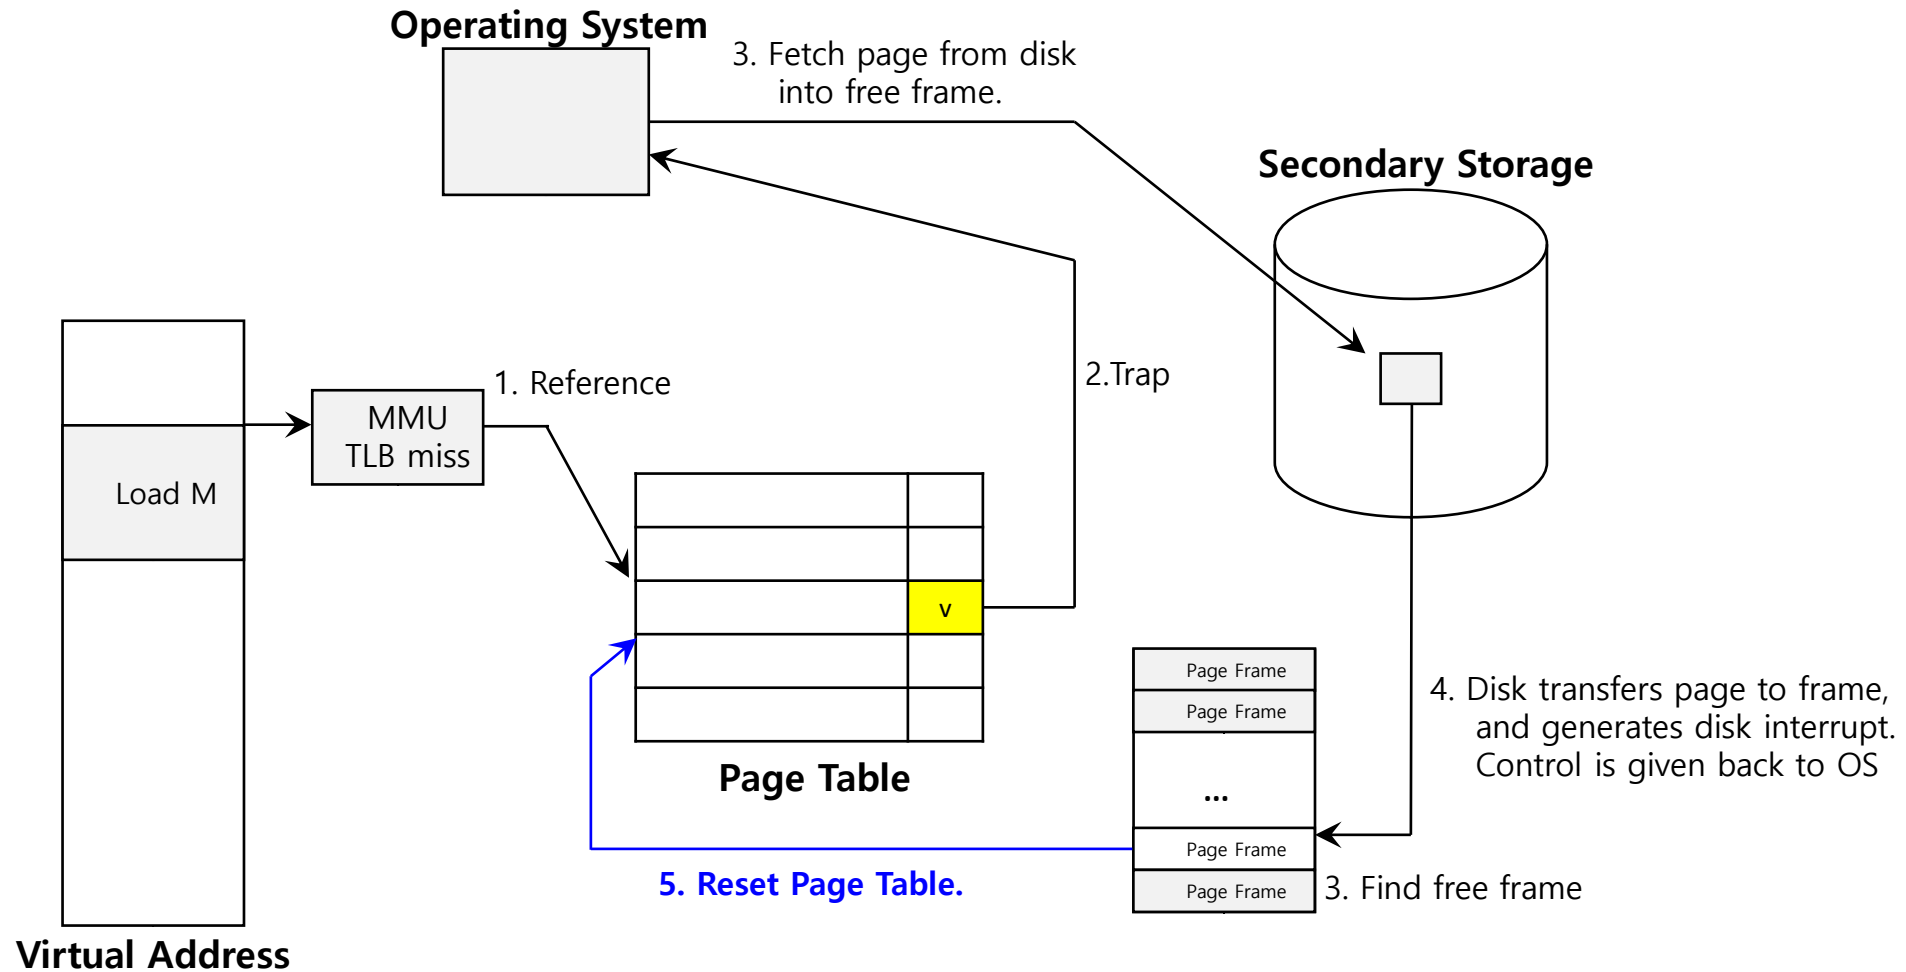 Operating System
3. Fetch page from disk
into free frame.
Secondary Storage
1. Reference
MMU
TLB miss
2.Trap
Load M
v
Page Frame
Page Frame
...
Page Frame
Page Frame
4. Disk transfers page to frame,
and generates disk interrupt.
Control is given back to OS
Page Table
5. Reset Page Table.
3. Find free frame
Virtual Address